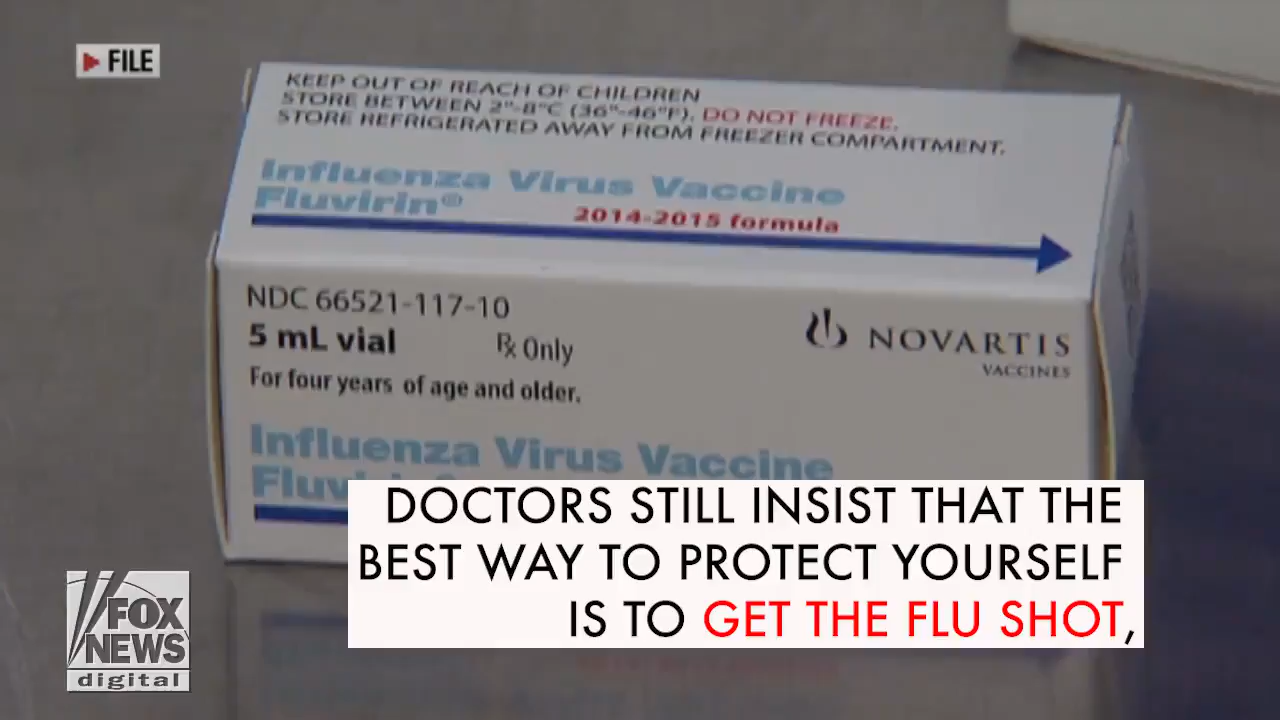 FILE
KEEP OUT OF REACH OF CHILDREN
STORE BETWEEN 2°-8°C (36°-46°F). DO NOT FREEZE.
STORE REFRIGERATED AWAY FROM FREEZER COMPARTMENT.
Influenza Virus Vaccine
Fluvirin®
2014-2015 formula
NDC 66521-117-10
5 mL vial
Rx Only
For four years of age and older.
NOVARTIS
VACCINES
Influenza Virus Vaccine
DOCTORS STILL INSIST THAT THE
BEST WAY TO PROTECT YOURSELF
IS TO GET THE FLU SHOT,
FOX
NEWS
digital